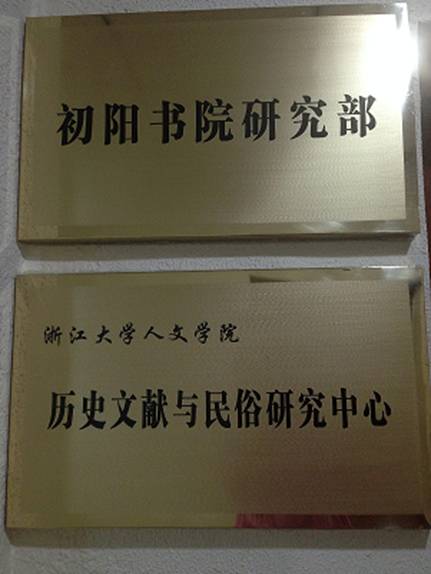 初阳书院研究部
浙江大学人文学院
历史文献与民俗研究中心